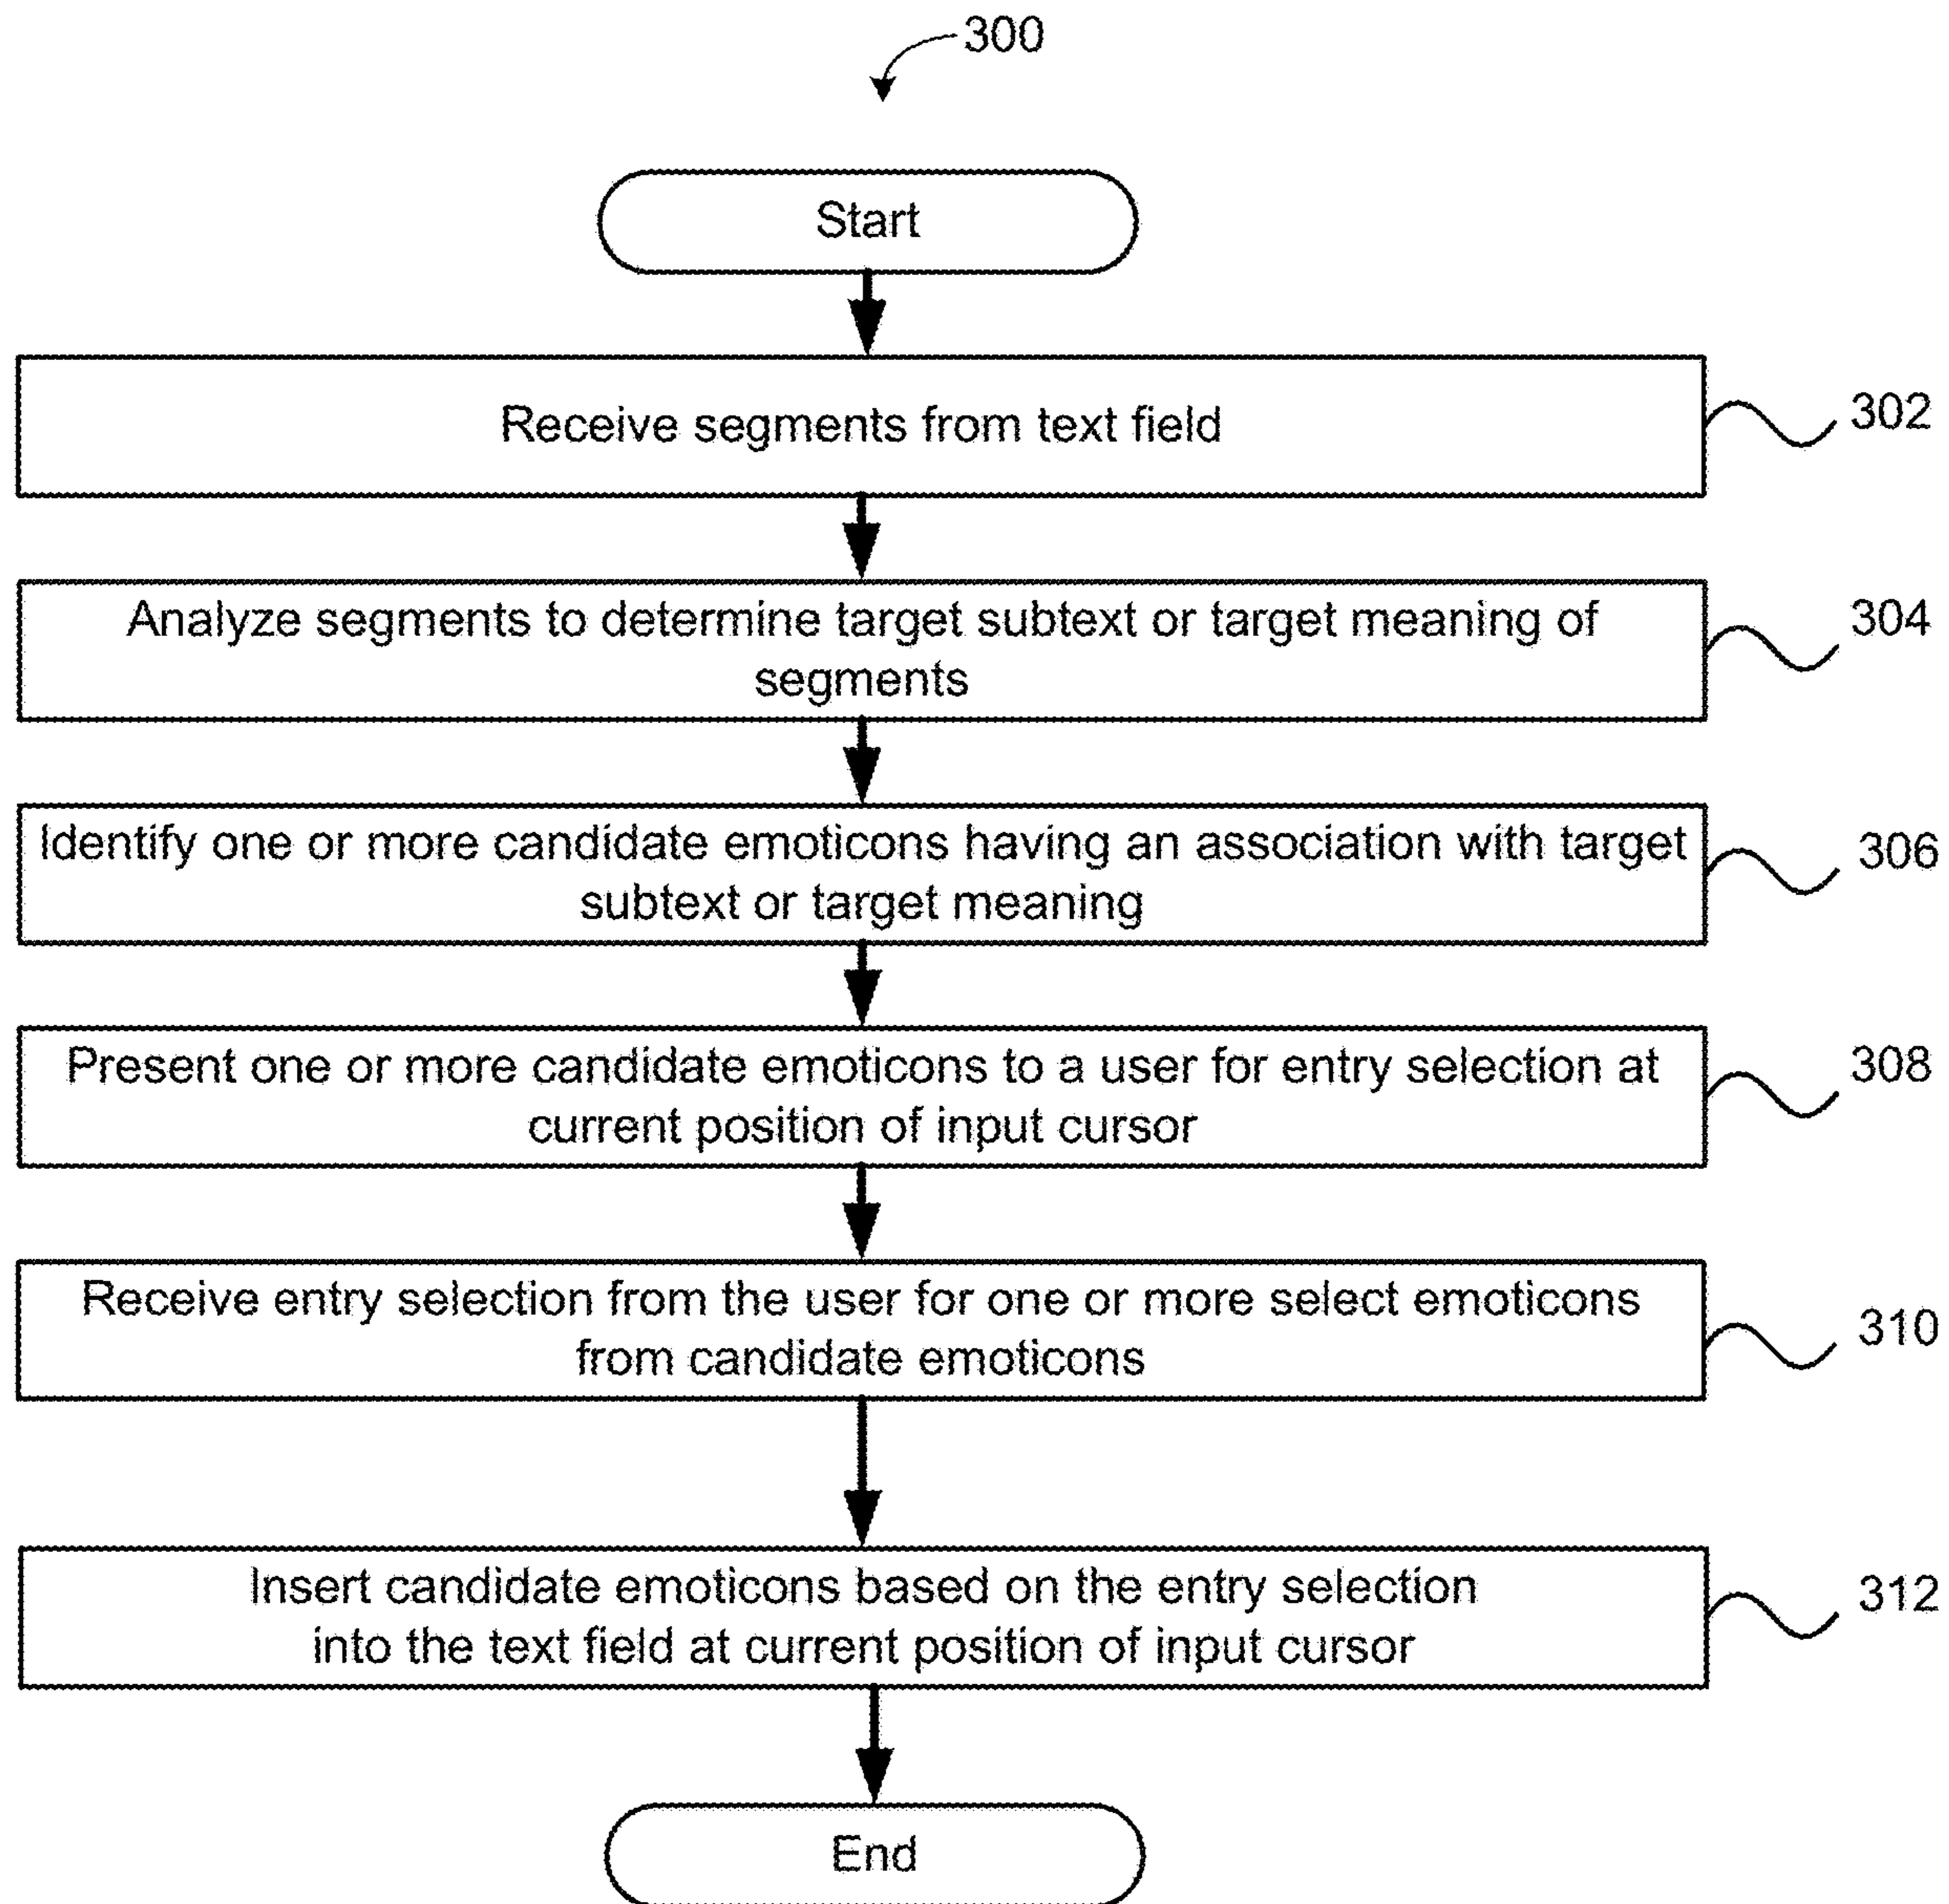 300
Start
Receive segments from text field
302
Analyze segments to determine target subtext or target meaning of
segments
304
Identify one or more candidate emoticons having an association with target
subtext or target meaning
306
Present one or more candidate emoticons to a user for entry selection at
current position of input cursor
308
Receive entry selection from the user for one or more select emoticons
from candidate emoticons
310
Insert candidate emoticons based on the entry selection
into the text field at current position of input cursor
312
End